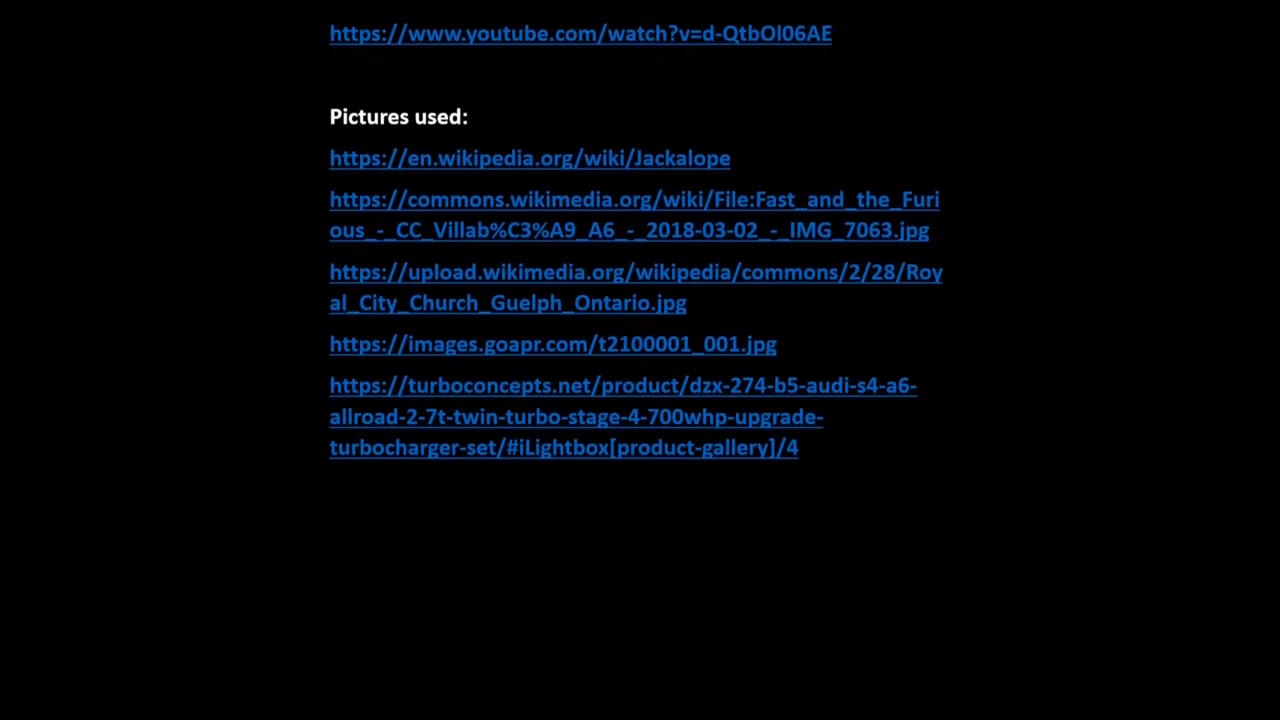 https://www.youtube.com/watch?v=d-QtbOl06AE
Pictures used:
https://en.wikipedia.org/wiki/Jackalope
https://commons.wikimedia.org/wiki/File:Fast_and_the_Furi
ous_-_CC_Villab%C3%A9_A6_-_2018-03-02_-_IMG_7063.jpg
https://upload.wikimedia.org/wikipedia/commons/2/28/Roy
al_City_Church_Guelph_Ontario.jpg
https://images.goapr.com/t2100001_001.jpg
https://turboconcepts.net/product/dzx-274-b5-audi-s4-a6-
allroad-2-7t-twin-turbo-stage-4-700whp-upgrade-
turbocharger-set/#iLightbox[product-gallery]/4